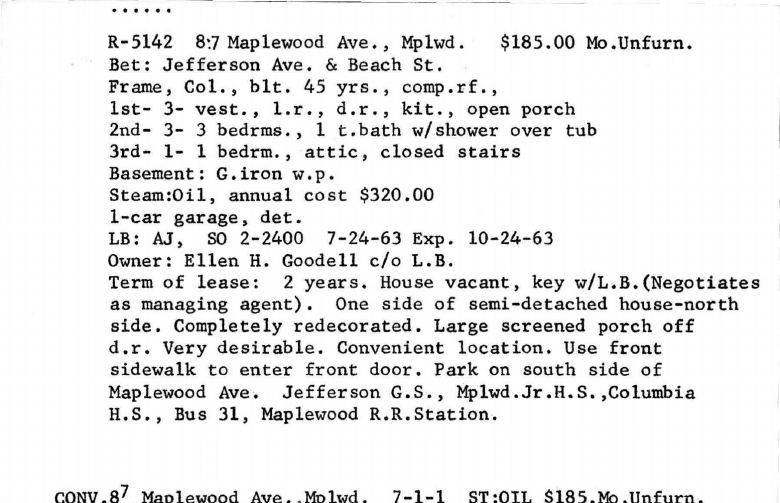 ......
R-5142 8:7 Maplewood Ave., Mplwd. $185.00 Mo.Unfurn.
Bet: Jefferson Ave. & Beach St.
Frame, Col., blt. 45 yrs., comp.rf.,
1st- 3- vest., l.r., d.r., kit., open porch
2nd- 3- 3 bedrms., 1 t.bath w/shower over tub
3rd- 1- 1 bedrm., attic, closed stairs
Basement: G.iron w.p.
Steam:Oil, annual cost $320.00
1-car garage, det.
LB: AJ, SO 2-2400 7-24-63 Exp. 10-24-63
Owner: Ellen H. Goodell c/o L.B.
Term of lease: 2 years. House vacant, key w/L.B.(Negotiates
as managing agent). One side of semi-detached house-north
side. Completely redecorated. Large screened porch off
d.r. Very desirable. Convenient location. Use front
sidewalk to enter front door. Park on south side of
Maplewood Ave. Jefferson G.S., Mplwd.Jr.H.S.,Columbia
H.S., Bus 31, Maplewood R.R.Station.
CONV.87 Maplewood Ave.,Mplwd. 7-1-1 ST:OIL $185.Mo.Unfurn.